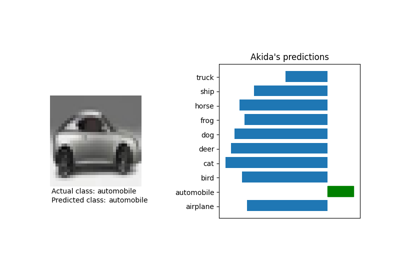 Actual class: automobile
Predicted class: automobile
Akida's predictions
truck
ship
horse
frog
dog
deer
cat
bird
automobile
airplane